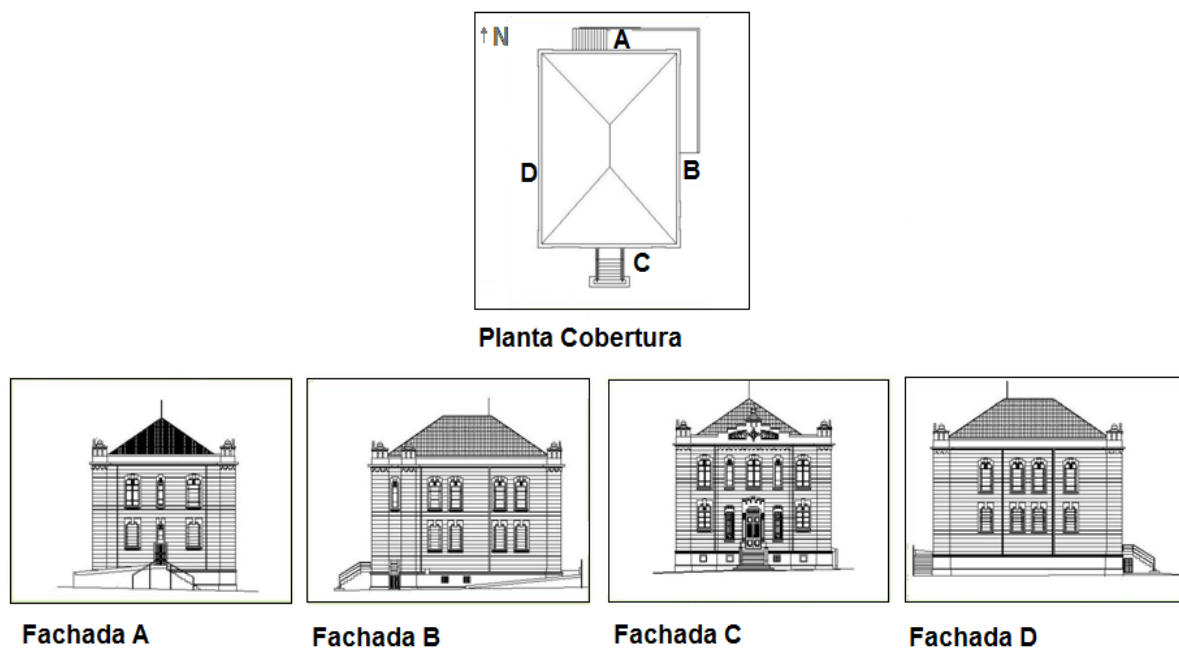 N
A
D
B
C
Planta Cobertura
Fachada A
Fachada B
Fachada C
Fachada D